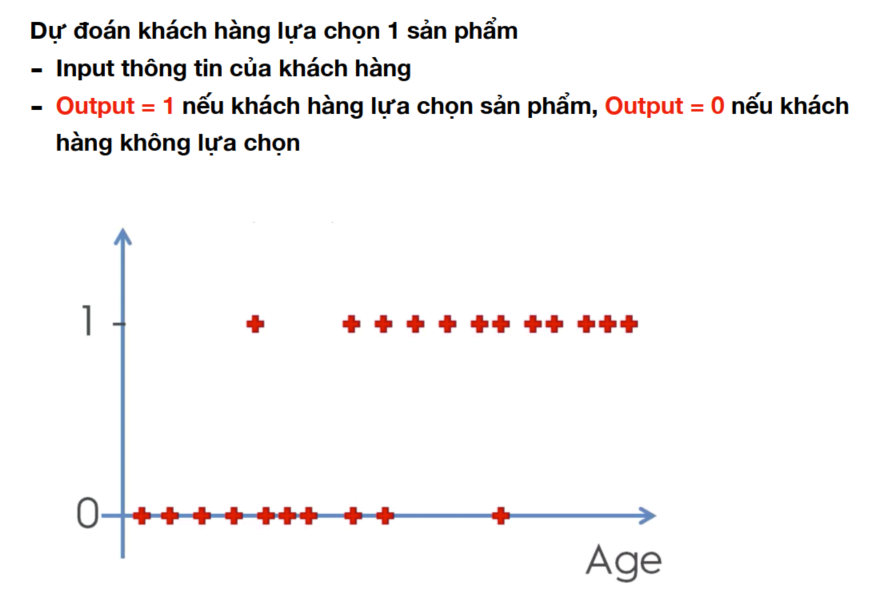 Dự đoán khách hàng lựa chọn 1 sản phẩm
- Input thông tin của khách hàng
- Output = 1 nếu khách hàng lựa chọn sản phẩm, Output = 0 nếu khách
hàng không lựa chọn
1
0
Age